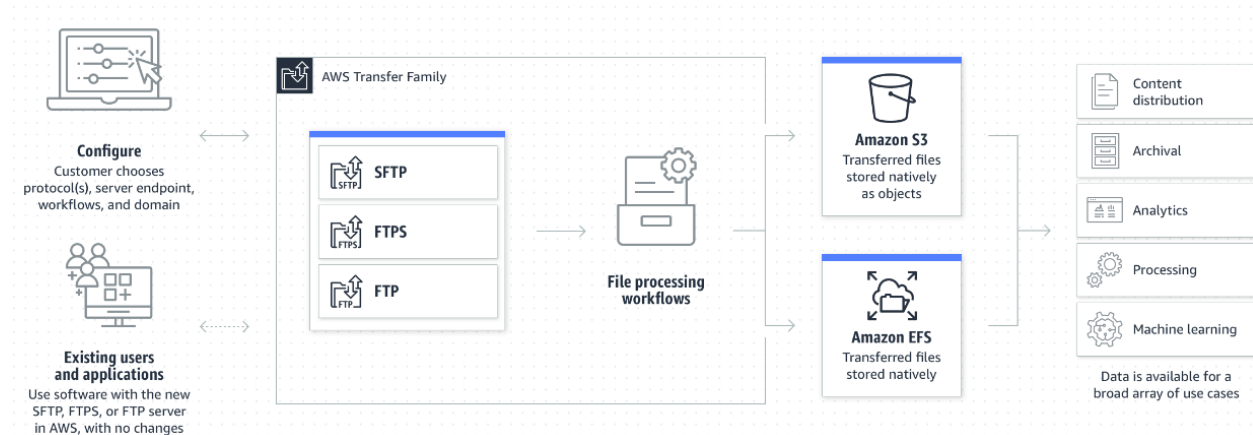 Configure
Customer chooses
protocol(s), server endpoint,
workflows, and domain
Existing users
and applications
Use software with the new
SFTP, FTPS, or FTP server
in AWS, with no changes
AWS Transfer Family
SFTP
SFTP
FTPS
FTPS
FTP
FTP
File processing
workflows
Amazon S3
Transferred files
stored natively
as objects
Amazon EFS
Transferred files
stored natively
Content
distribution
Archival
Analytics
Processing
Machine learning
Data is available for a
broad array of use cases